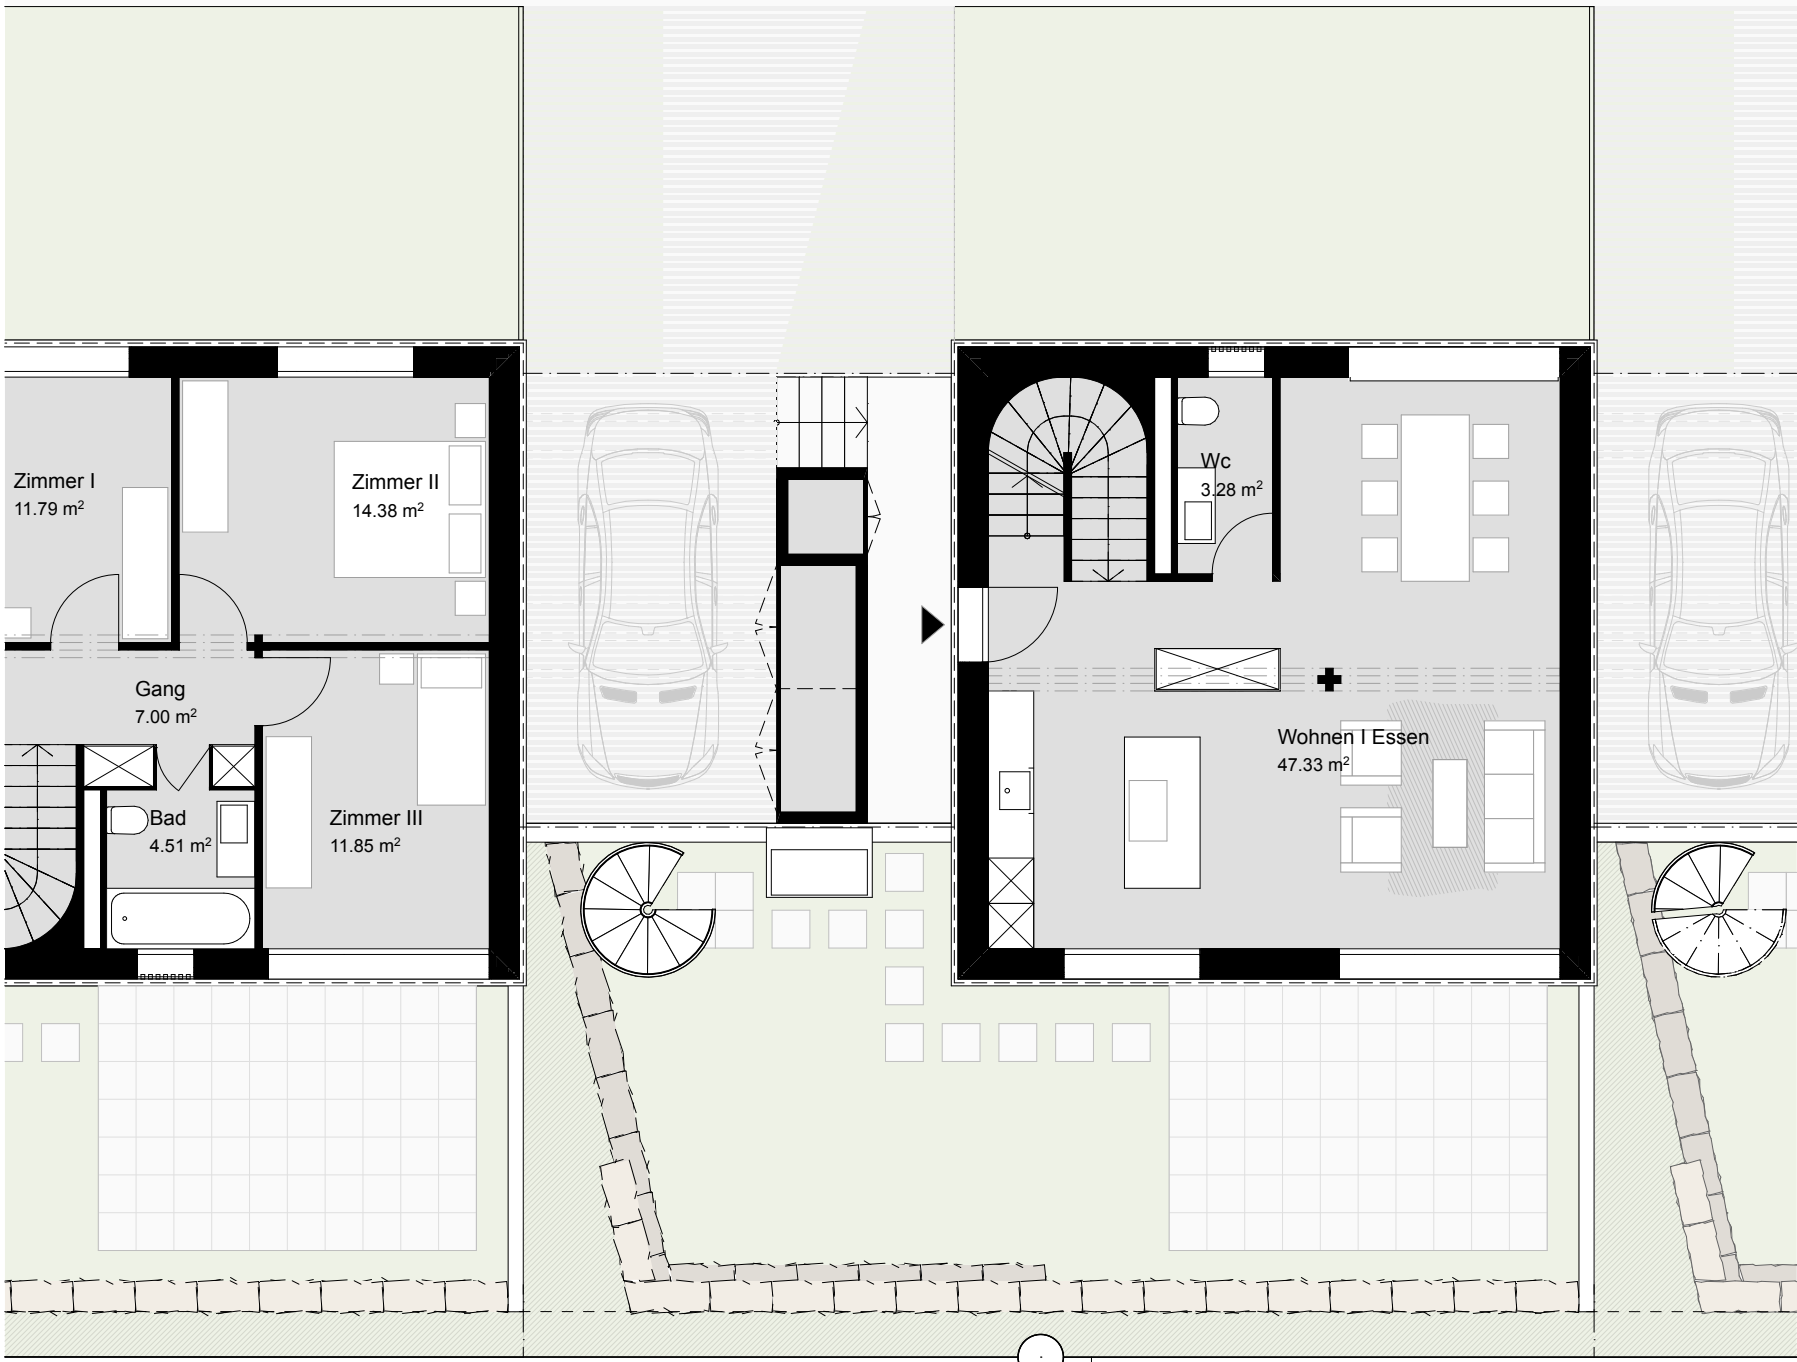 Zimmer I
11.79 m²
Zimmer II
14.38 m²
Gang
7.00 m²
Bad
4.51 m²
Zimmer III
11.85 m²
Wc
3.28 m²
Wohnen I Essen
47.33 m²